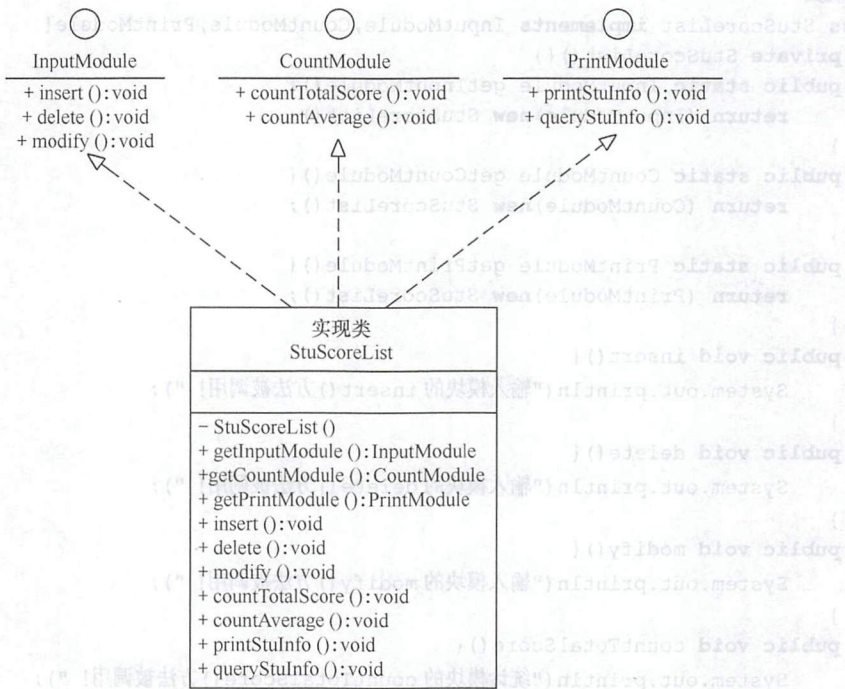 InputModule
+ insert ():void
+ delete ():void
+ modify ():void
CountModule
+ countTotalScore ():void
+ countAverage ():void
PrintModule
+ printStuInfo ():void
+ queryStuInfo ():void
实现类
StuScoreList
− StuScoreList ()
+ getInputModule ():InputModule
+getCountModule ():CountModule
+ getPrintModule ():PrintModule
+ insert ():void
+ delete ():void
+ modify ():void
+ countTotalScore ():void
+ countAverage ():void
+ printStuInfo ():void
+ queryStuInfo ():void